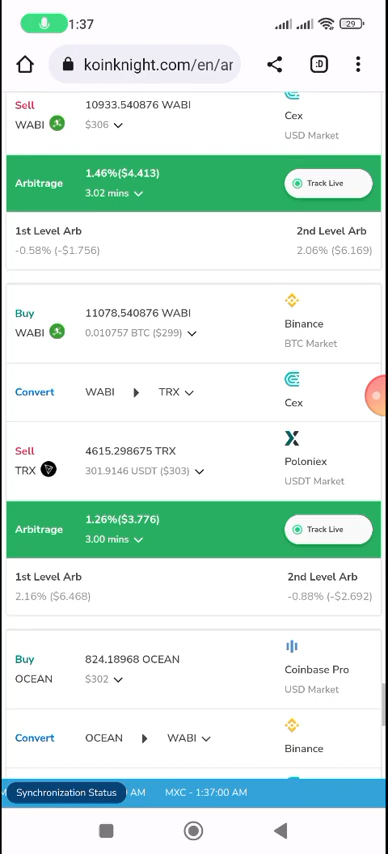 1:37
29
koinknight.com/en/ar
:D
Sell
10933.540876 WABI
Cex
WABI
$306
USD Market
Arbitrage
1.46%($4.413)
3.02 mins
Track Live
1st Level Arb
2nd Level Arb
-0.58% (-$1.756)
2.06% ($6.169)
Buy
11078.540876 WABI
WABI
0.010757 BTC ($299)
Binance
BTC Market
Convert
WABI
TRX
Cex
Sell
4615.298675 TRX
Poloniex
TRX
301.9146 USDT ($303)
USDT Market
Arbitrage
1.26%($3.776)
3.00 mins
Track Live
1st Level Arb
2nd Level Arb
2.16% ($6.468)
-0.88% (-$2.692)
Buy
824.18968 OCEAN
Coinbase Pro
OCEAN
$302
USD Market
Convert
OCEAN
WABI
Binance
Synchronization Status
AM
MXC - 1:37:00 AM